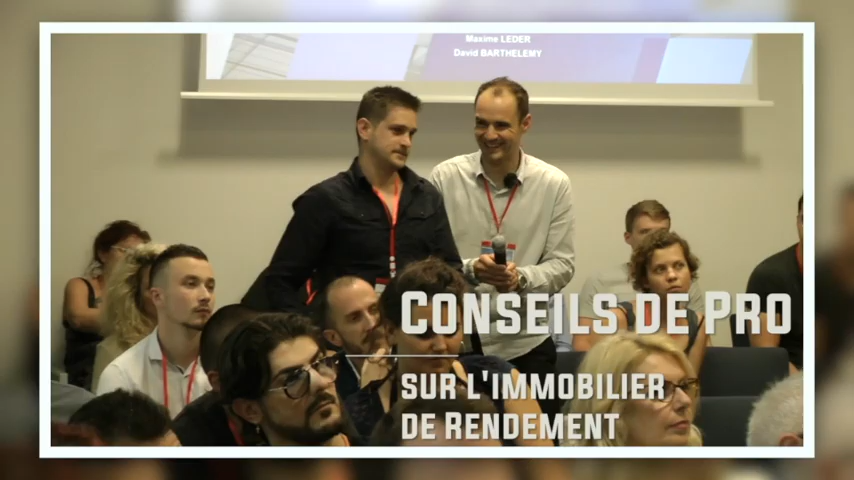 Maxime LEDER
David BARTHELEMY
CONSEILS DE PRO
SUR L'IMMOBILIER
DE RENDEMENT